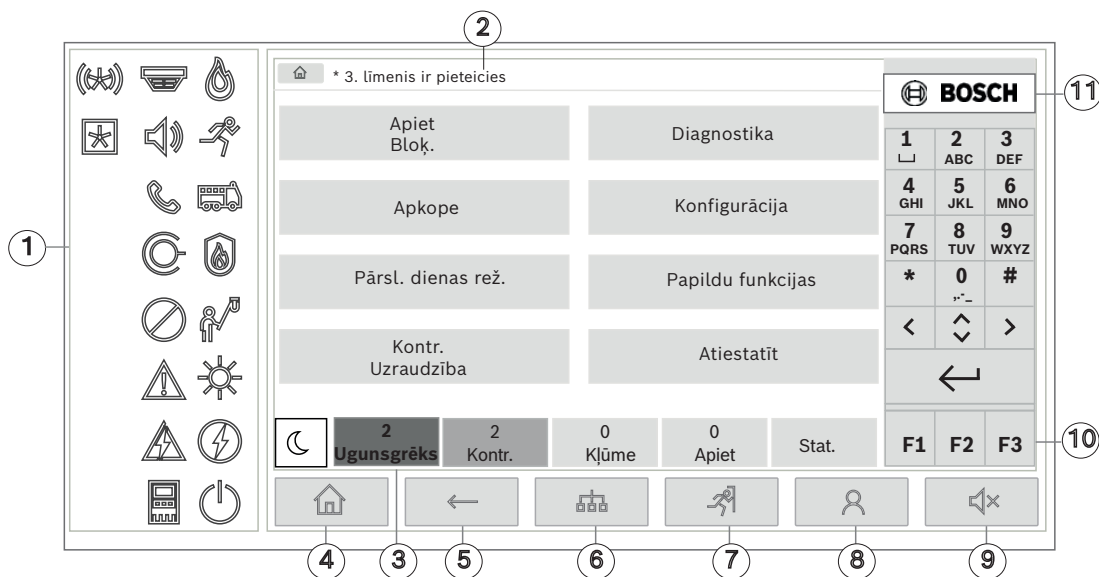 2
* 3. līmenis ir pieteicies
BOSCH
11
Apiet
Bloķ.
Diagnostika
1
2
ABC
3
DEF
Apkope
Konfigurācija
4
GHI
5
JKL
6
MNO
1
7
PQRS
8
TUV
9
WXYZ
Pārsl. dienas rež.
Papildu funkcijas
*
0
,.-_
#
<
>
Kontr.
Uzraudzība
Atiestatīt
2
Ugunsgrēks
2
Kontr.
0
Kļūme
0
Apiet
Stat.
F1
F2
F3
10
4
3
5
6
7
8
9